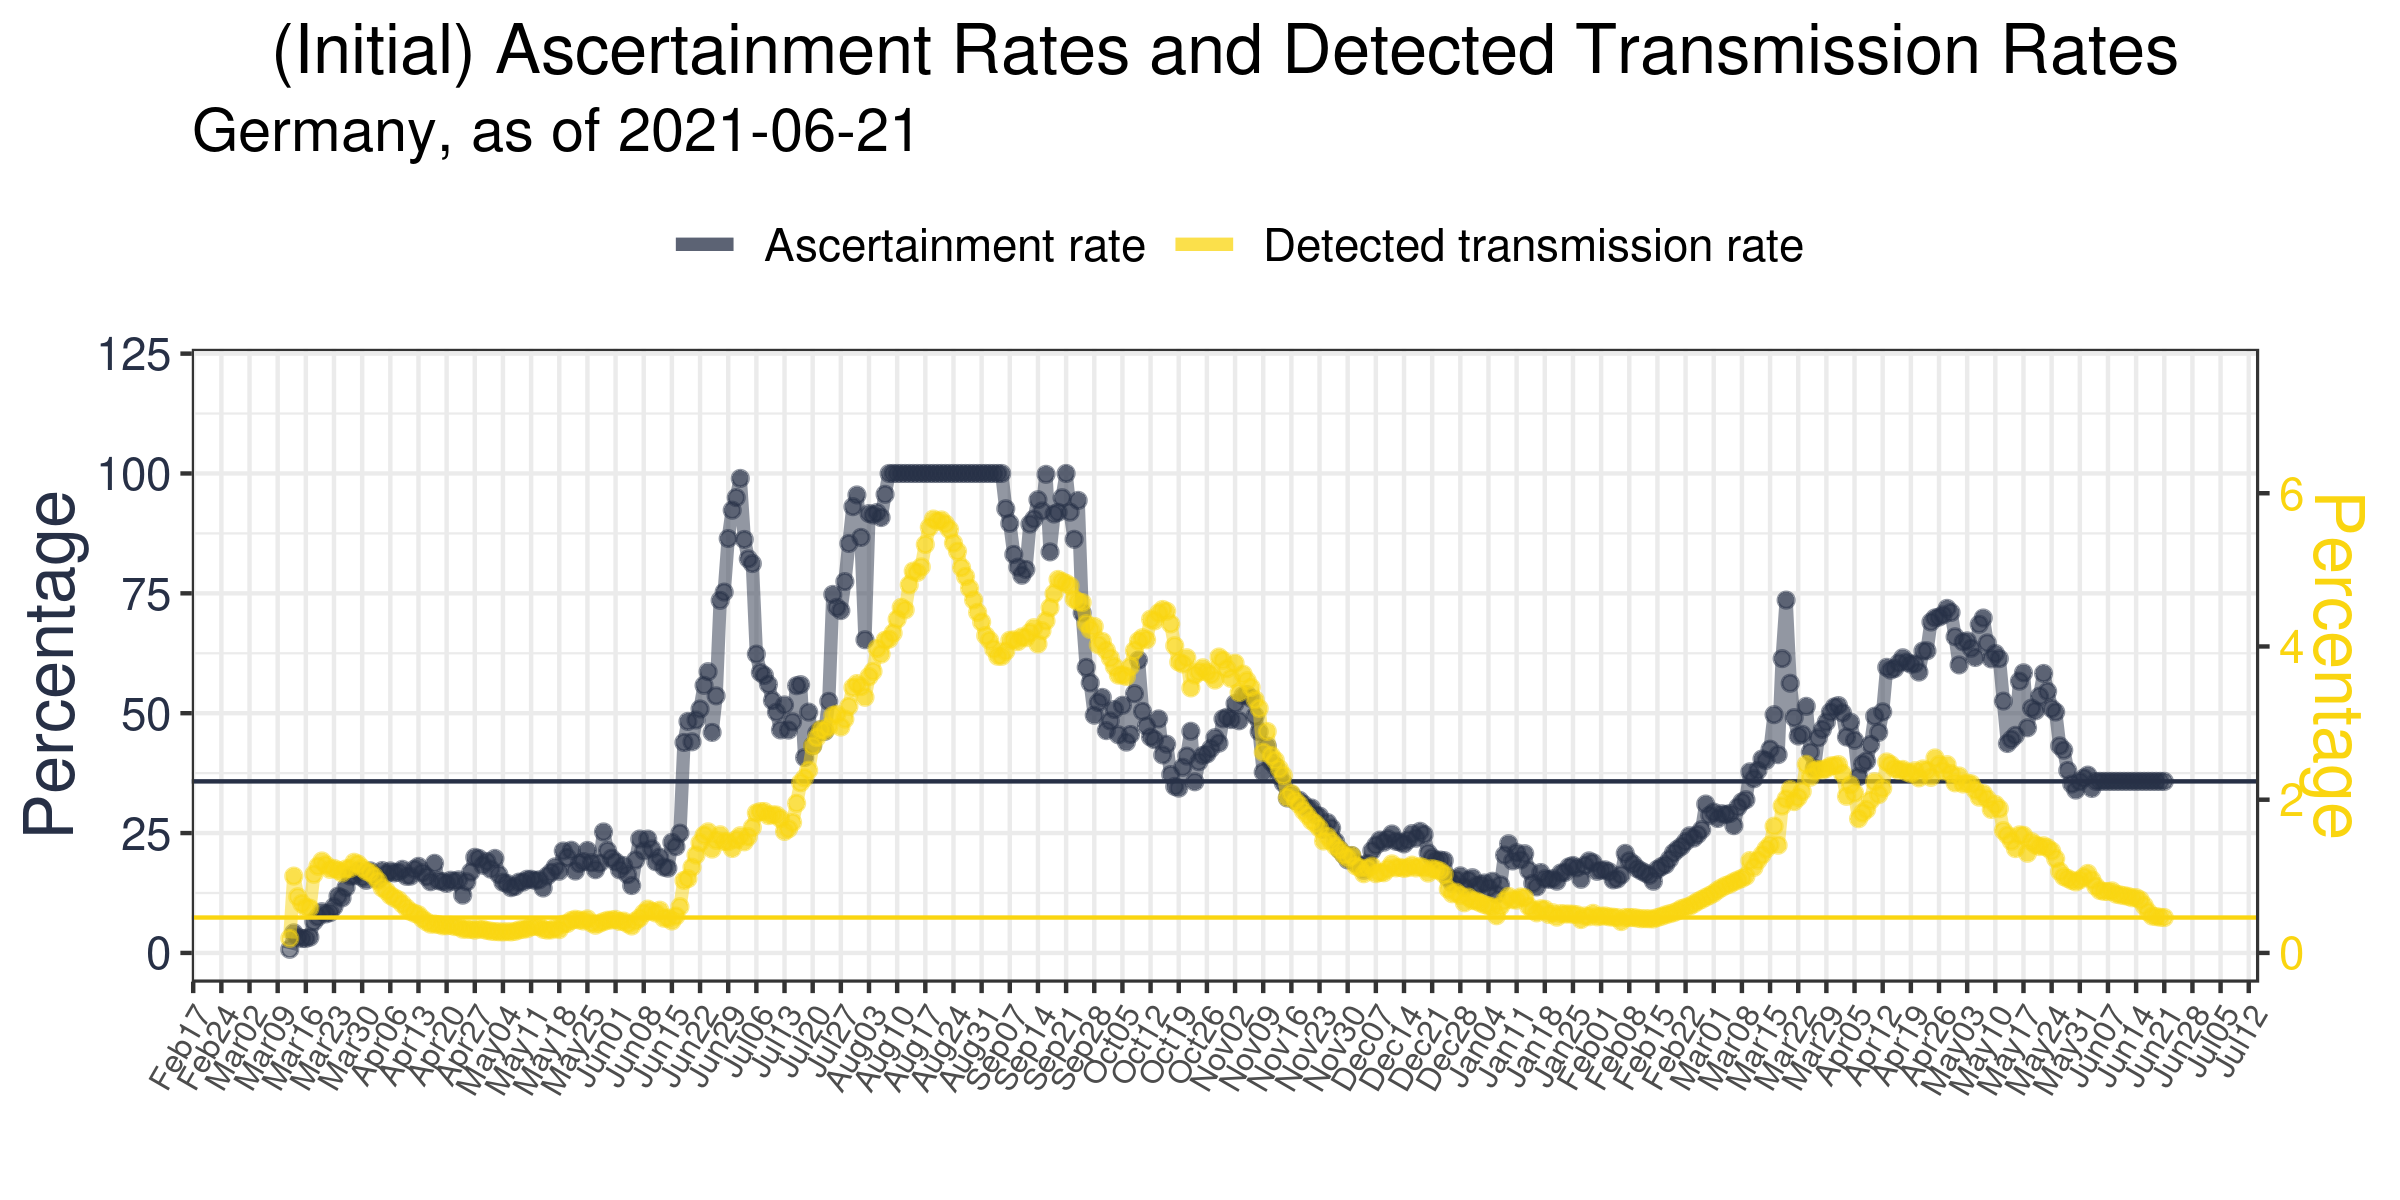 (Initial) Ascertainment Rates and Detected Transmission Rates
Germany, as of 2021-06-21
Ascertainment rate
Detected transmission rate
Percentage
125
100
75
50
25
0
6
4
2
0
Percentage
Feb17
Feb24
Mar02
Mar09
Mar16
Mar23
Mar30
Apr06
Apr13
Apr20
Apr27
May04
May11
May18
May25
Jun01
Jun08
Jun15
Jun22
Jun29
Jul06
Jul13
Jul20
Jul27
Aug03
Aug10
Aug17
Aug24
Aug31
Sep07
Sep14
Sep21
Sep28
Oct05
Oct12
Oct19
Oct26
Nov02
Nov09
Nov16
Nov23
Nov30
Dec07
Dec14
Dec21
Dec28
Jan04
Jan11
Jan18
Jan25
Feb01
Feb08
Feb15
Feb22
Mar01
Mar08
Mar15
Mar22
Mar29
Apr05
Apr12
Apr19
Apr26
May03
May10
May17
May24
May31
Jun07
Jun14
Jun21
Jun28
Jul05
Jul12